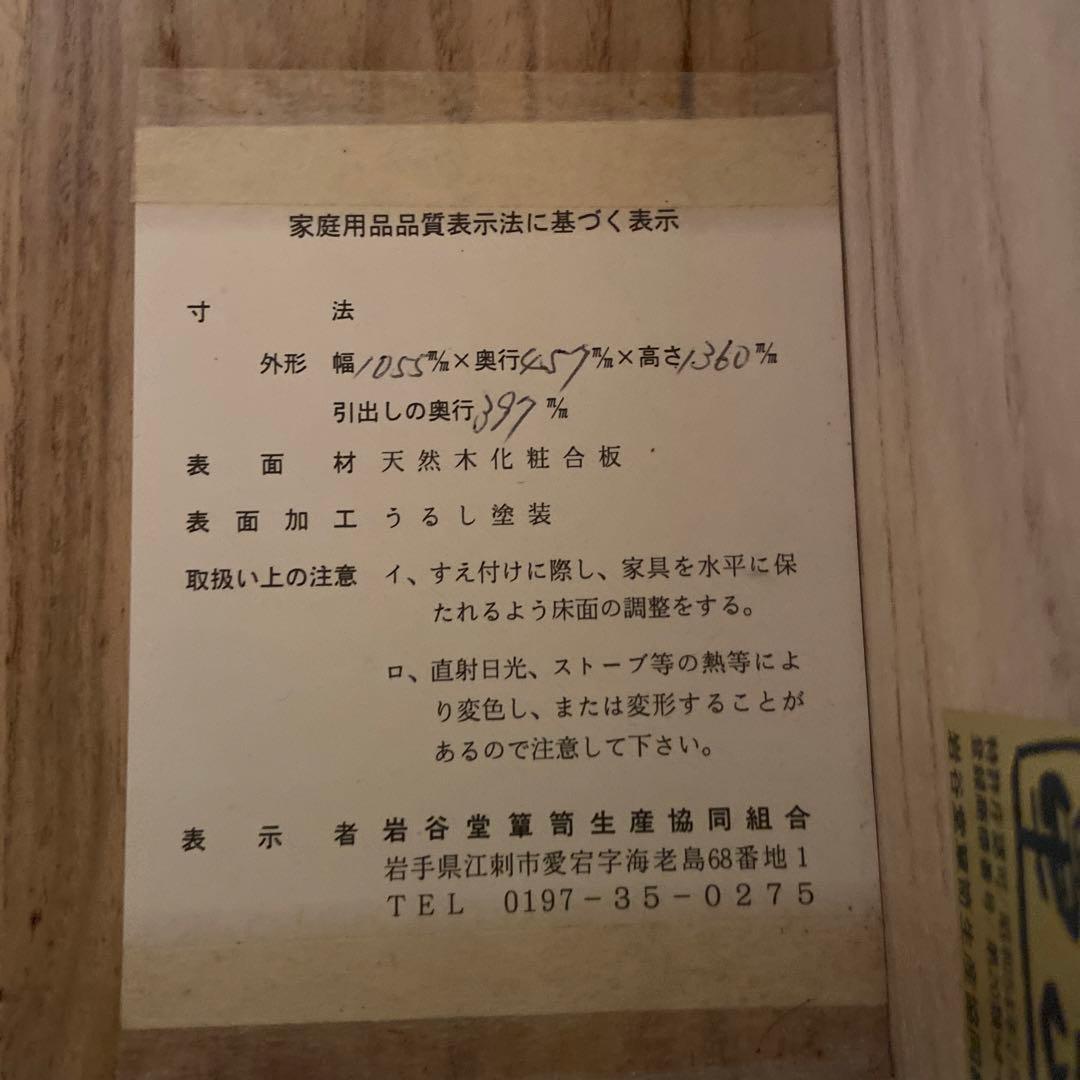 家庭用品品質表示法に基づく表示
寸法
外形 幅1055㎜×奥行457㎜×高さ1360㎜
引出しの奥行397㎜
表面材 天然木化粧合板
表面加工 うるし塗装
取扱い上の注意 イ、すえ付けに際し、家具を水平に保
たれるよう床面の調整をする。
ロ、直射日光、ストーブ等の熱等によ
り変色し、または変形することが
あるので注意して下さい。
表示者 岩谷堂簞笥生産協同組合
岩手県江刺市愛宕字海老島68番地1
TEL 0197-35-0275